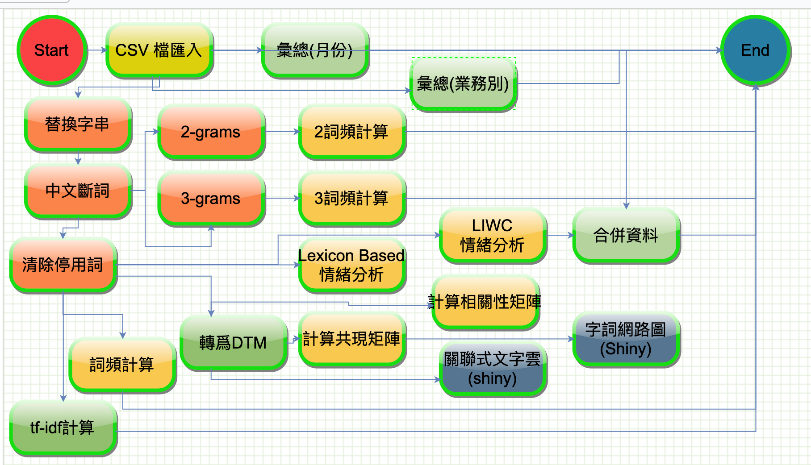 Start
CSV 檔匯入
彙總(月份)
End
彙總(業務別)
替換字串
2-grams
2詞頻計算
中文斷詞
3-grams
3詞頻計算
LIWC
情緒分析
合併資料
清除停用詞
Lexicon Based
情緒分析
計算相關性矩陣
轉爲DTM
計算共現矩陣
字詞網路圖
(Shiny)
詞頻計算
關聯式文字雲
(shiny)
tf-idf計算